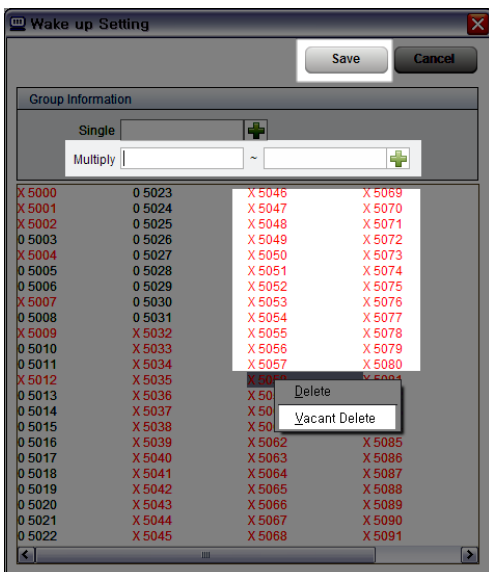 Wake up Setting
Save Cancel
Group Information
Single
Multiply ~
X 5000 0 5023 X 5046 X 5069
X 5001 0 5024 X 5047 X 5070
X 5002 0 5025 X 5048 X 5071
0 5003 0 5026 X 5049 X 5072
X 5004 0 5027 X 5050 X 5073
0 5005 0 5028 X 5051 X 5074
0 5006 0 5029 X 5052 X 5075
X 5007 0 5030 X 5053 X 5076
0 5008 0 5031 X 5054 X 5077
X 5009 X 5032 X 5055 X 5078
0 5010 X 5033 X 5056 X 5079
0 5011 X 5034 X 5057 X 5080
X 5012 X 5035 X 5081
0 5013 X 5036 X 50 Delete
0 5014 X 5037 X 50
0 5015 X 5038 X 50 Vacant Delete
0 5016 X 5039 X 5062 X 5085
0 5017 X 5040 X 5063 X 5086
0 5018 X 5041 X 5064 X 5087
0 5019 X 5042 X 5065 X 5088
0 5020 X 5043 X 5066 X 5089
0 5021 X 5044 X 5067 X 5090
0 5022 X 5045 X 5068 X 5091